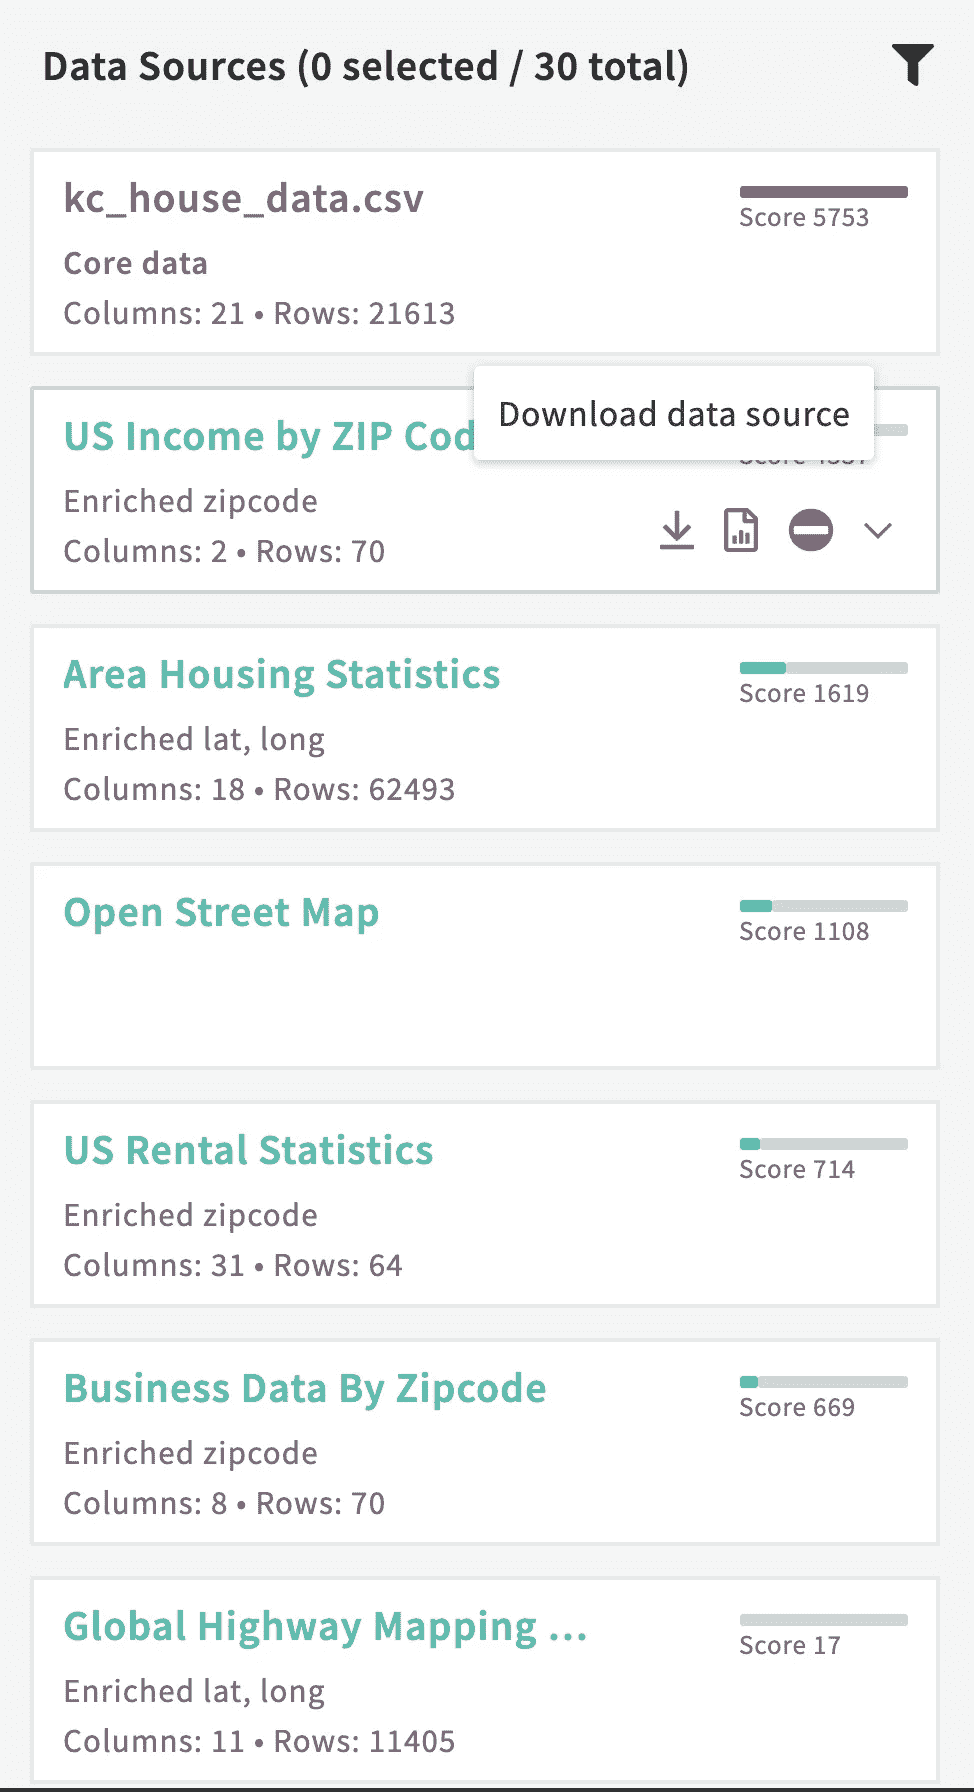 Data Sources (0 selected / 30 total)
kc_house_data.csv
Score 5753
Core data
Columns: 21 • Rows: 21613
Download data source
US Income by ZIP
Enriched zipcode
Columns: 2 • Rows: 70
Area Housing Statistics
Score 1619
Enriched lat, long
Columns: 18 • Rows: 62493
Open Street Map
Score 1108
US Rental Statistics
Score 714
Enriched zipcode
Columns: 31 • Rows: 64
Business Data By Zipcode
Score 669
Enriched zipcode
Columns: 8 • Rows: 70
Global Highway Mapping ...
Score 17
Enriched lat, long
Columns: 11 • Rows: 11405